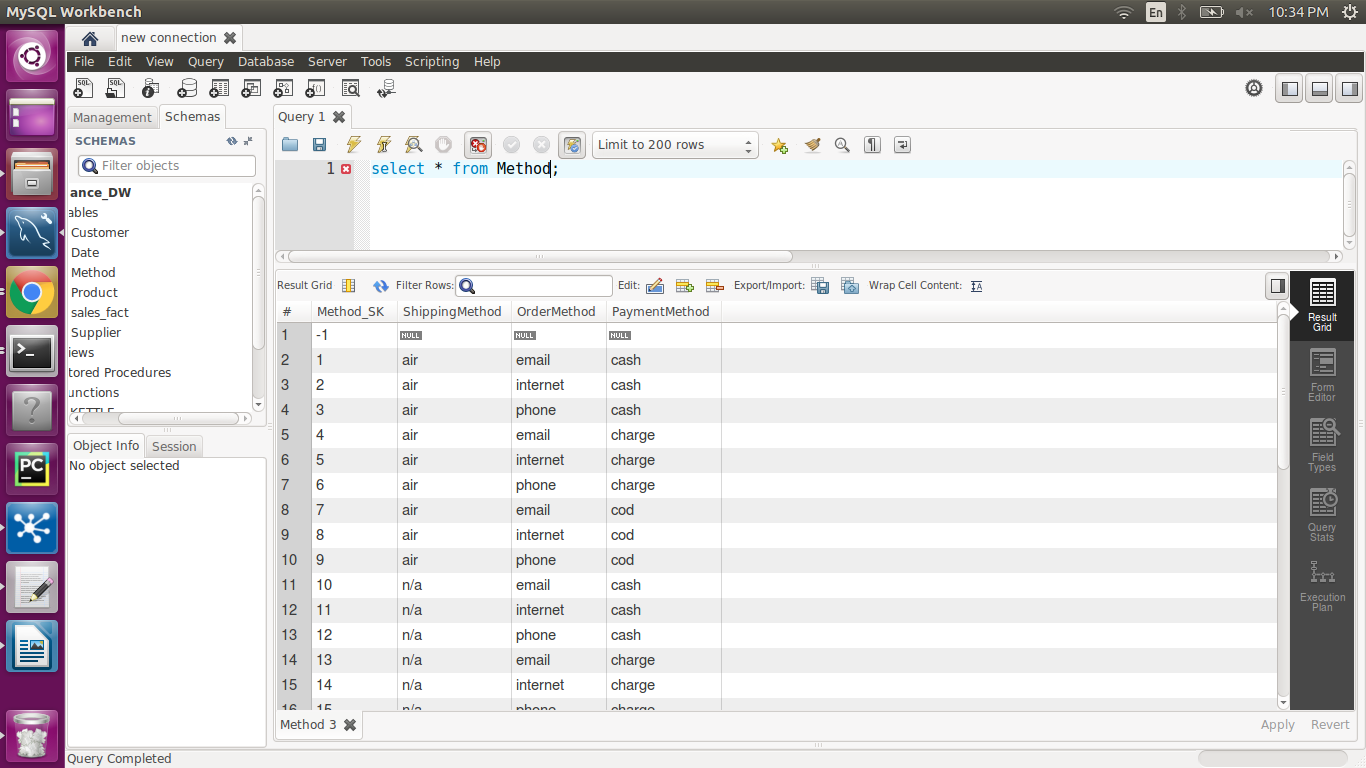 MySQL Workbench En 10:34 PM
new connection
File Edit View Query Database Server Tools Scripting Help
Management Schemas
SCHEMAS
Filter objects
ance_DW
ables
Customer
Date
Method
Product
sales_fact
Supplier
iews
tored Procedures
unctions
Object Info Session
No object selected
Query 1
Limit to 200 rows
1 select * from Method;
Result Grid Filter Rows: Edit: Export/Import: Wrap Cell Content: IA
# Method_SK ShippingMethod OrderMethod PaymentMethod
1 -1 NULL NULL NULL
2 1 air email cash
3 2 air internet cash
4 3 air phone cash
5 4 air email charge
6 5 air internet charge
7 6 air phone charge
8 7 air email cod
9 8 air internet cod
10 9 air phone cod
11 10 n/a email cash
12 11 n/a internet cash
13 12 n/a phone cash
14 13 n/a email charge
15 14 n/a internet charge
16 15 n/a phone charge
Result
Grid
Form
Editor
Field
Types
Query
Stats
Execution
Plan
Method 3 Apply Revert
Query Completed
PC